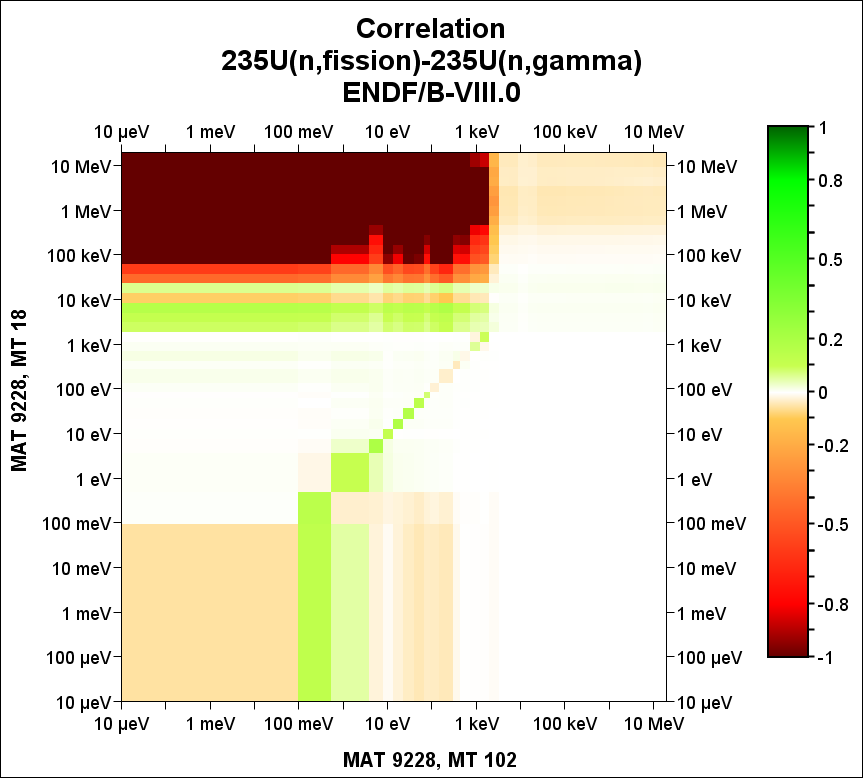 Correlation
235U(n,fission)-235U(n,gamma)
ENDF/B-VIII.0
10 µeV 1 meV 100 meV 10 eV 1 keV 100 keV 10 MeV
10 MeV 10 MeV 1
1 MeV 1 MeV 0.8
100 keV 100 keV 0.5
10 keV 10 keV 0.2
1 keV 1 keV
100 eV 100 eV 0
10 eV 10 eV -0.2
1 eV 1 eV
100 meV 100 meV -0.5
10 meV 10 meV
1 meV 1 meV -0.8
100 µeV 100 µeV -1
10 µeV 10 µeV
10 µeV 1 meV 100 meV 10 eV 1 keV 100 keV 10 MeV
MAT 9228, MT 18
MAT 9228, MT 102